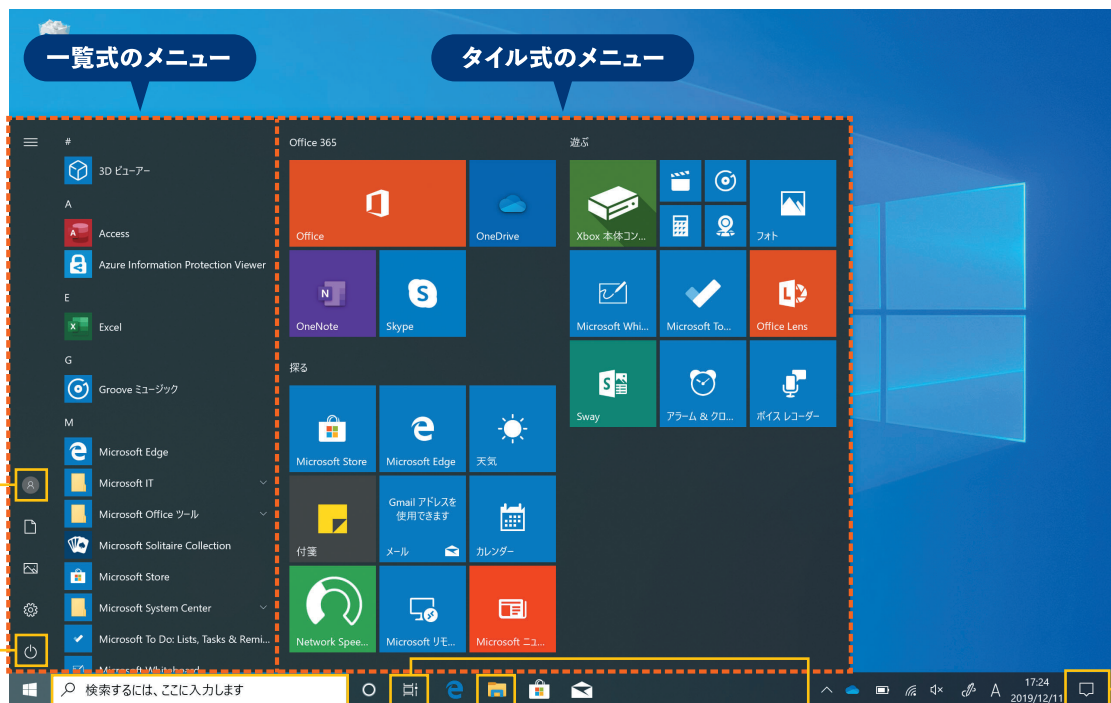 一覧式のメニュー
タイル式のメニュー
#
3D ビューアー
A
Access
Azure Information Protection Viewer
E
Excel
G
Groove ミュージック
M
Microsoft Edge
Microsoft IT
Microsoft Office ツール
Microsoft Solitaire Collection
Microsoft Store
Microsoft System Center
Microsoft To Do: Lists, Tasks & Remi...
Microsoft Whiteboard
Office 365
Office
OneDrive
OneNote
Skype
探る
Microsoft Store
Microsoft Edge
天気
付箋
Gmail アドレスを
使用できます
メール
カレンダー
Network Spee...
Microsoft リモ...
Microsoft ニュ...
遊ぶ
Xbox 本体コン...
フォト
Microsoft Whi...
Microsoft To...
Office Lens
Sway
アラーム & クロ...
ボイス レコーダー
検索するには、ここに入力します
A
17:24
2019/12/11